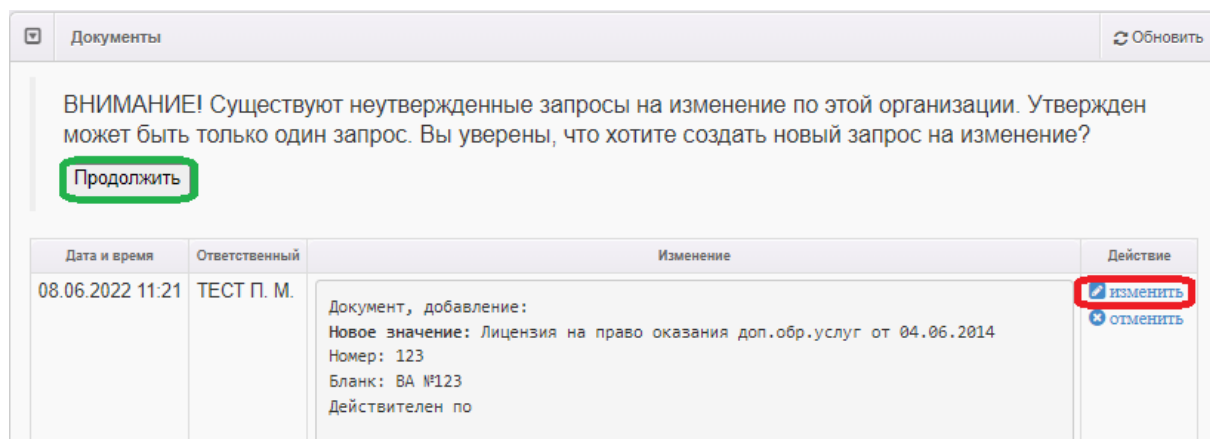 Документы
Обновить
ВНИМАНИЕ! Существуют неутвержденные запросы на изменение по этой организации. Утвержден
может быть только один запрос. Вы уверены, что хотите создать новый запрос на изменение?
Продолжить
Дата и время Ответственный Изменение Действие
08.06.2022 11:21 ТЕСТ П. М. изменить
отменить
Документ, добавление:
Новое значение: Лицензия на право оказания доп.обр.услуг от 04.06.2014
Номер: 123
Бланк: ВА №123
Действителен по